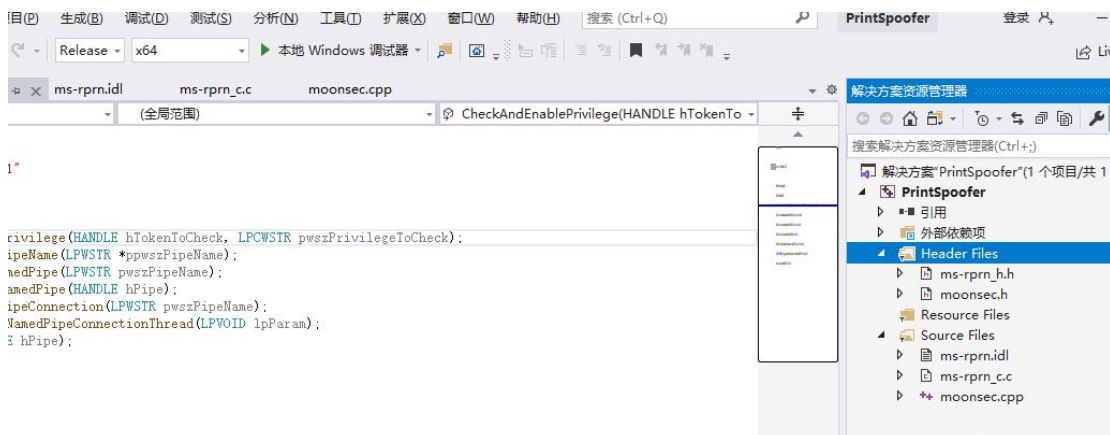 项目(P) 生成(B) 调试(D) 测试(S) 分析(N) 工具(T) 扩展(X) 窗口(W) 帮助(H) 搜索 (Ctrl+Q) PrintSpoofer 登录
Release x64 本地 Windows 调试器 Liv
ms-rprn.idl ms-rprn_c.c moonsec.cpp
(全局范围) CheckAndEnablePrivilege(HANDLE hTokenTo
1"
rivilege(HANDLE hTokenToCheck, LPCWSTR pwszPrivilegeToCheck);
ipeName(LPWSTR *ppwszPipeName);
medPipe(LPWSTR pwszPipeName);
amedPipe(HANDLE hPipe);
ipeConnection(LPWSTR pwszPipeName);
NamedPipeConnectionThread(LPVOID lpParam);
E hPipe);
解决方案资源管理器
搜索解决方案资源管理器(Ctrl+;)
解决方案"PrintSpoofer"(1 个项目/共 1
PrintSpoofer
引用
外部依赖项
Header Files
ms-rprn_h.h
moonsec.h
Resource Files
Source Files
ms-rprn.idl
ms-rprn_c.c
moonsec.cpp